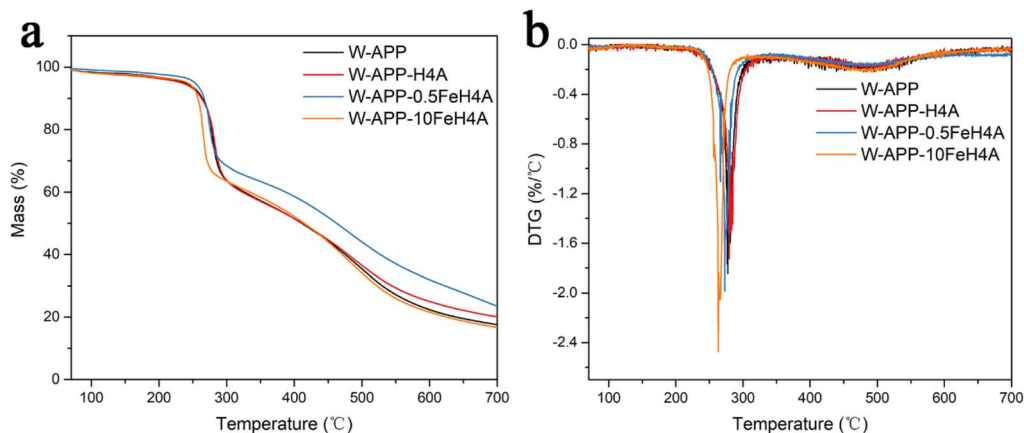 a
W-APP
W-APP-H4A
W-APP-0.5FeH4A
W-APP-10FeH4A
Mass (%)
100
80
60
40
20
0
100 200 300 400 500 600 700
Temperature (℃)
b
W-APP
W-APP-H4A
W-APP-0.5FeH4A
W-APP-10FeH4A
DTG (%/℃)
0.0
-0.4
-0.8
-1.2
-1.6
-2.0
-2.4
100 200 300 400 500 600 700
Temperature (℃)